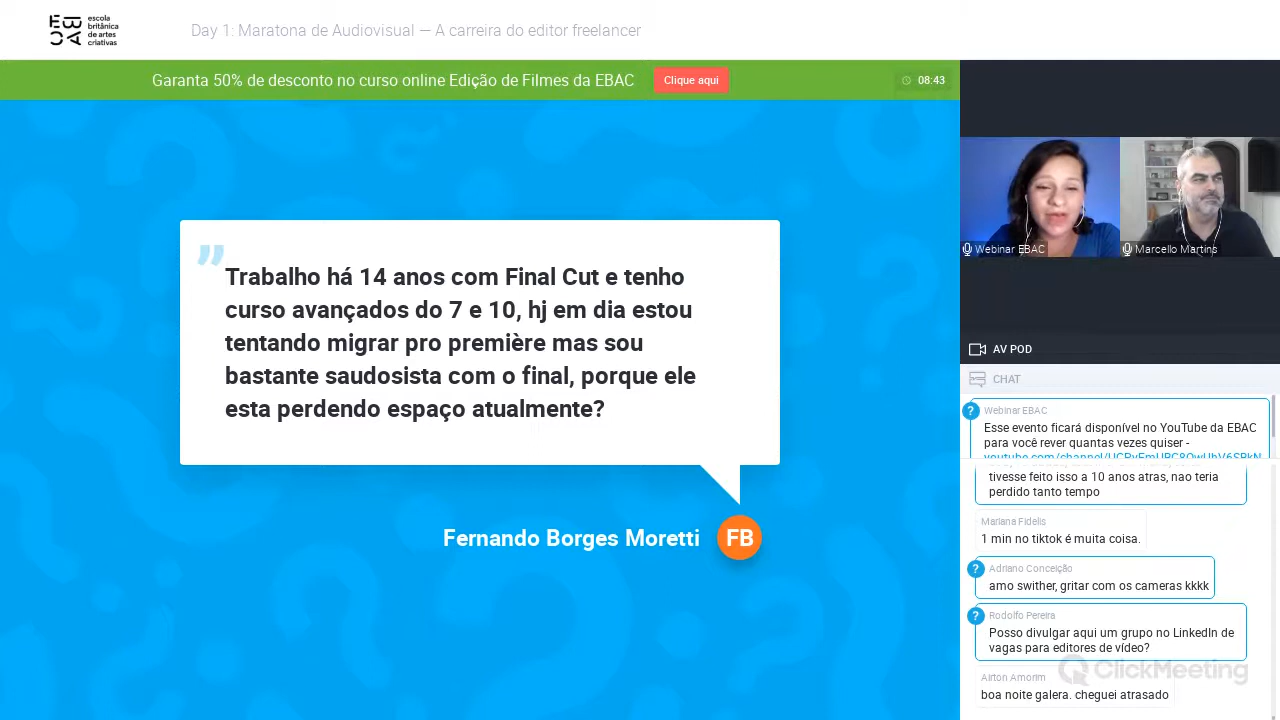 escola
britânica
de artes
criativas
EBAC
Day 1: Maratona de Audiovisual — A carreira do editor freelancer
Garanta 50% de desconto no curso online Edição de Filmes da EBAC
Clique aqui
08:43
Trabalho há 14 anos com Final Cut e tenho
curso avançados do 7 e 10, hj em dia estou
tentando migrar pro première mas sou
bastante saudosista com o final, porque ele
esta perdendo espaço atualmente?
Fernando Borges Moretti
FB
Webinar EBAC
Marcello Martins
AV POD
CHAT
?
Webinar EBAC
Esse evento ficará disponível no YouTube da EBAC
para você rever quantas vezes quiser -
tivesse feito isso a 10 anos atras, nao teria
perdido tanto tempo
Mariana Fidelis
1 min no tiktok é muita coisa.
?
Adriano Conceição
amo swither, gritar com os cameras kkkk
?
Rodolfo Pereira
Posso divulgar aqui um grupo no LinkedIn de
vagas para editores de vídeo?
ClickMeeting
Airton Amorim
boa noite galera. cheguei atrasado